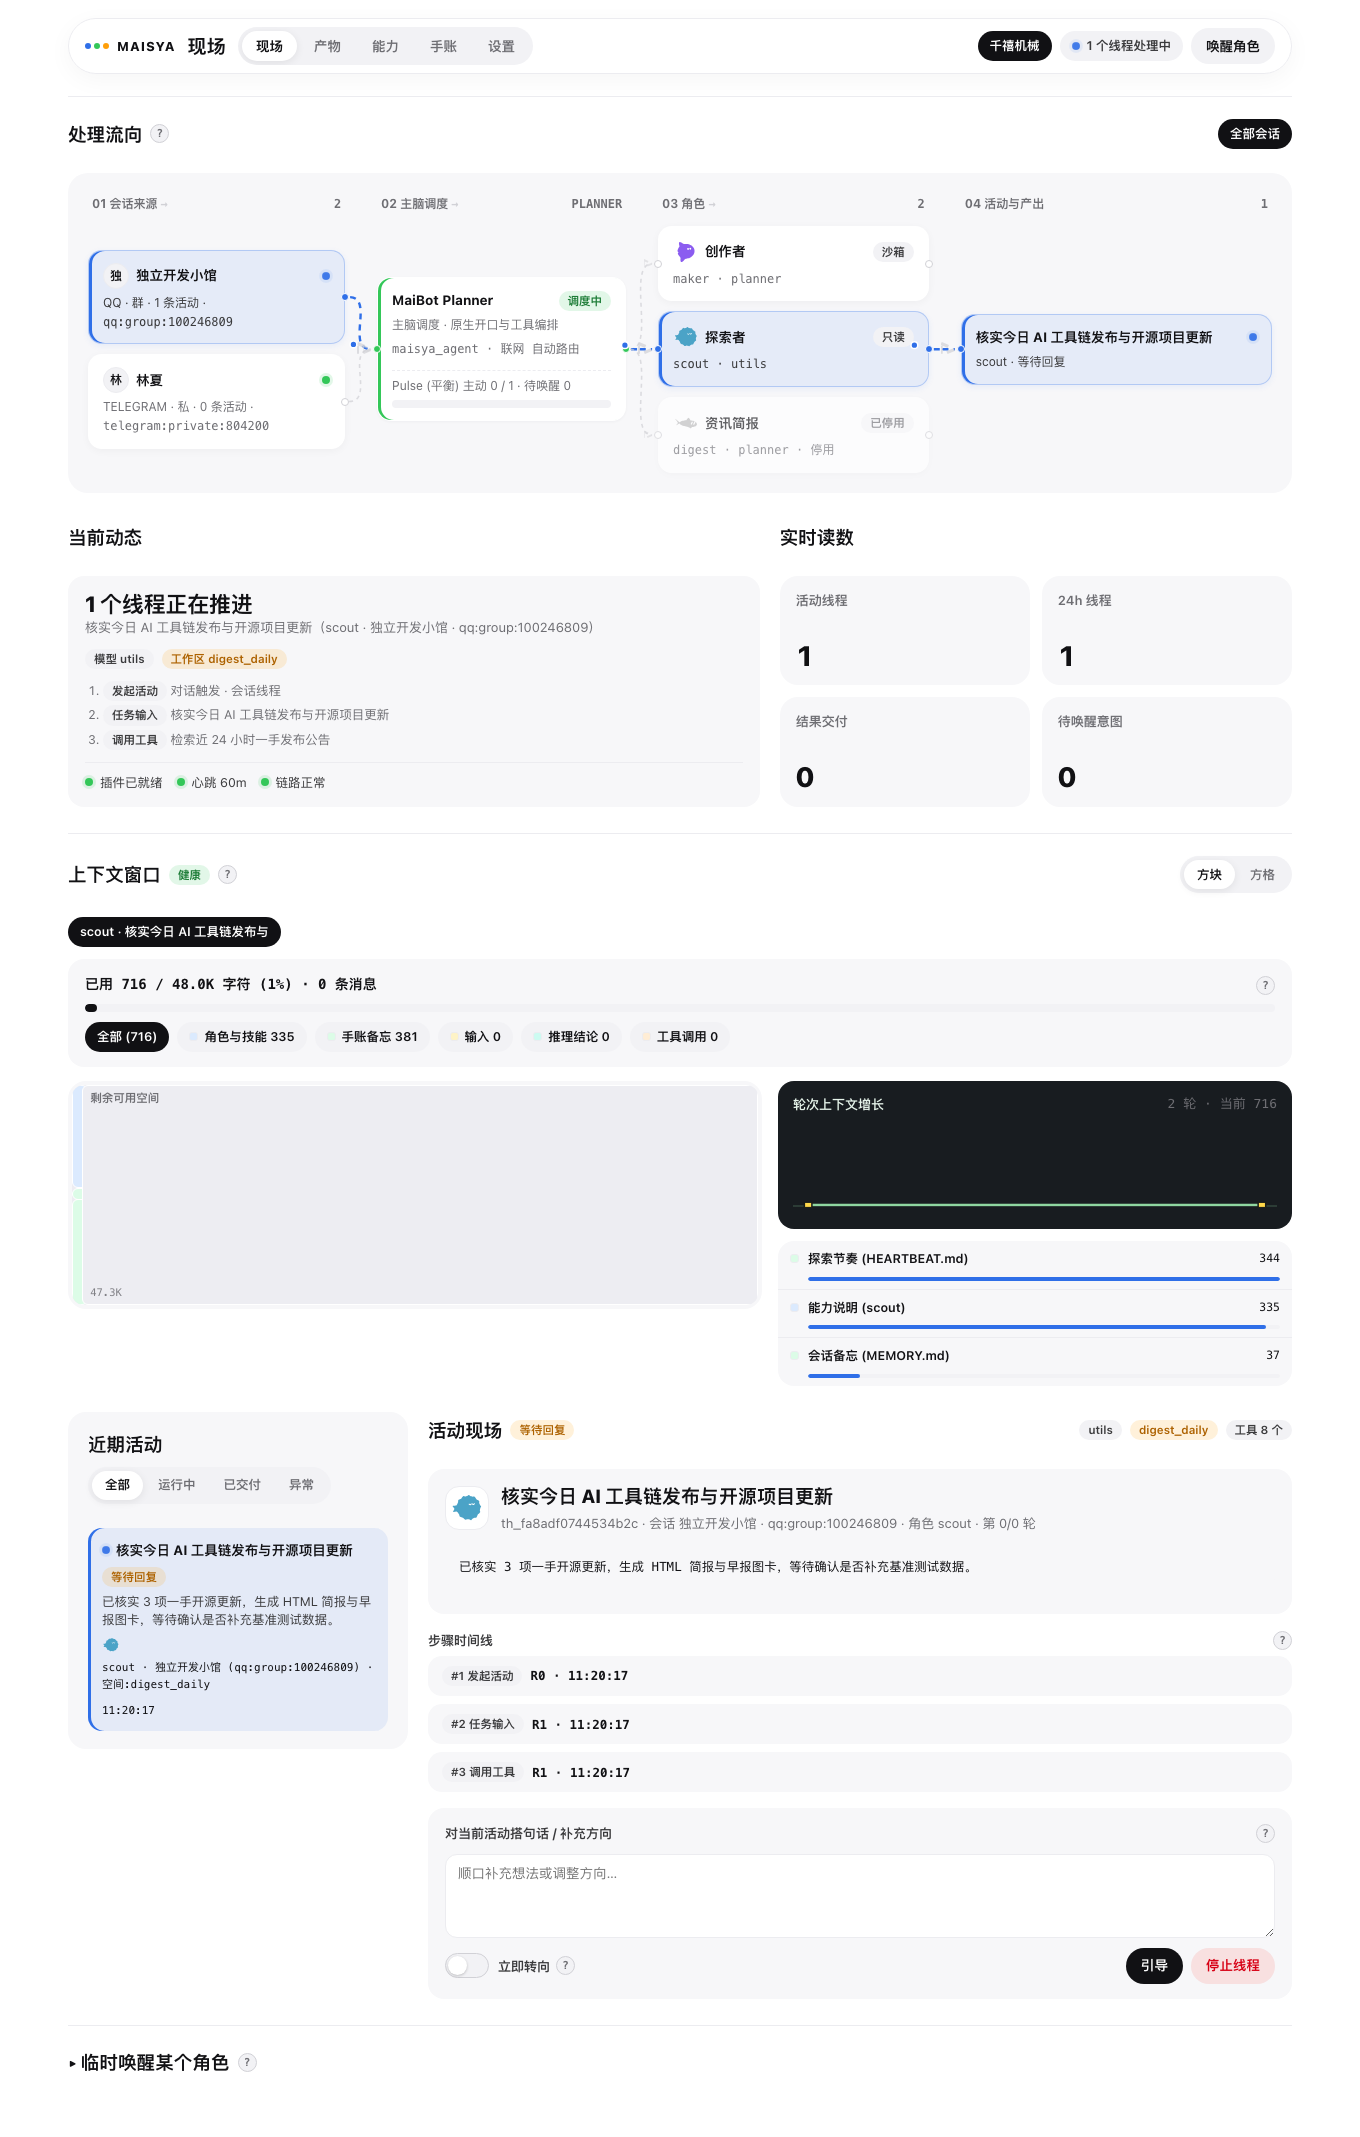 MAISYA 现场 现场 产物 能力 手账 设置 千禧机械 1 个线程处理中 唤醒角色
处理流向 ? 全部会话
01 会话来源 → 2
独 独立开发小馆
QQ · 群 · 1 条活动 ·
qq:group:100246809
林 林夏
TELEGRAM · 私 · 0 条活动 ·
telegram:private:804200
02 主脑调度 → PLANNER
MaiBot Planner 调度中
主脑调度 · 原生开口与工具编排
maisya_agent · 联网 自动路由
Pulse (平衡) 主动 0 / 1 · 待唤醒 0
03 角色 → 2
创作者 沙箱
maker · planner
探索者 只读
scout · utils
资讯简报 已停用
digest · planner · 停用
04 活动与产出 1
核实今日 AI 工具链发布与开源项目更新
scout · 等待回复
当前动态
1 个线程正在推进
核实今日 AI 工具链发布与开源项目更新（scout · 独立开发小馆 · qq:group:100246809）
模型 utils 工作区 digest_daily
1. 发起活动 对话触发 · 会话线程
2. 任务输入 核实今日 AI 工具链发布与开源项目更新
3. 调用工具 检索近 24 小时一手发布公告
插件已就绪 心跳 60m 链路正常
实时读数
活动线程
1
24h 线程
1
结果交付
0
待唤醒意图
0
上下文窗口 健康 ? 方块 方格
scout · 核实今日 AI 工具链发布与
已用 716 / 48.0K 字符 (1%) · 0 条消息 ?
全部 (716) 角色与技能 335 手账备忘 381 输入 0 推理结论 0 工具调用 0
剩余可用空间
47.3K
轮次上下文增长 2 轮 · 当前 716
探索节奏 (HEARTBEAT.md) 344
能力说明 (scout) 335
会话备忘 (MEMORY.md) 37
近期活动
全部 运行中 已交付 异常
核实今日 AI 工具链发布与开源项目更新
等待回复
已核实 3 项一手开源更新，生成 HTML 简报与早
报图卡，等待确认是否补充基准测试数据。
scout · 独立开发小馆 (qq:group:100246809) ·
空间:digest_daily
11:20:17
活动现场 等待回复 utils digest_daily 工具 8 个
核实今日 AI 工具链发布与开源项目更新
th_fa8adf0744534b2c · 会话 独立开发小馆 · qq:group:100246809 · 角色 scout · 第 0/0 轮
已核实 3 项一手开源更新，生成 HTML 简报与早报图卡，等待确认是否补充基准测试数据。
步骤时间线 ?
#1 发起活动 R0 · 11:20:17
#2 任务输入 R1 · 11:20:17
#3 调用工具 R1 · 11:20:17
对当前活动搭句话 / 补充方向 ?
顺口补充想法或调整方向...
立即转向 ? 引导 停止线程
▸ 临时唤醒某个角色 ?